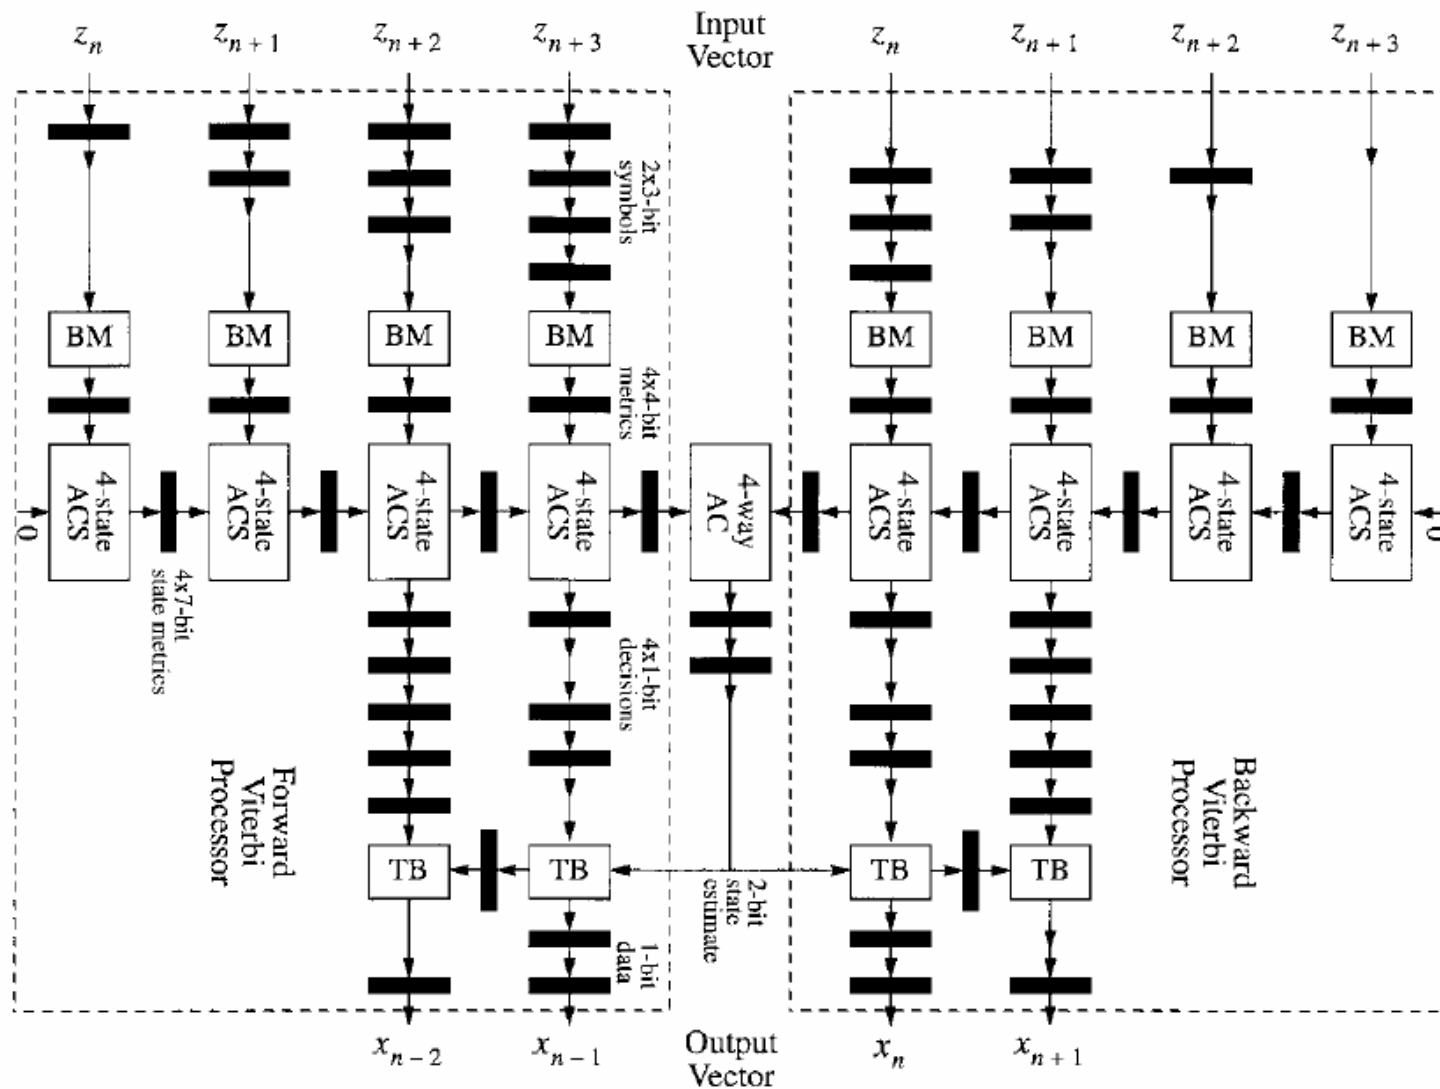 z_n z_{n+1} z_{n+2} z_{n+3} Input Vector z_n z_{n+1} z_{n+2} z_{n+3}
2x3-bit symbols
BM BM BM BM BM BM BM BM
4x4-bit metrics
0 4-state ACS 4-state ACS 4-state ACS 4-state ACS 4-way AC 4-state ACS 4-state ACS 4-state ACS 4-state ACS 0
4x7-bit state metrics
4x1-bit decisions
Forward Viterbi Processor
Backward Viterbi Processor
TB TB TB TB
2-bit state estimate
1-bit data
x_{n-2} x_{n-1} Output Vector x_n x_{n+1}